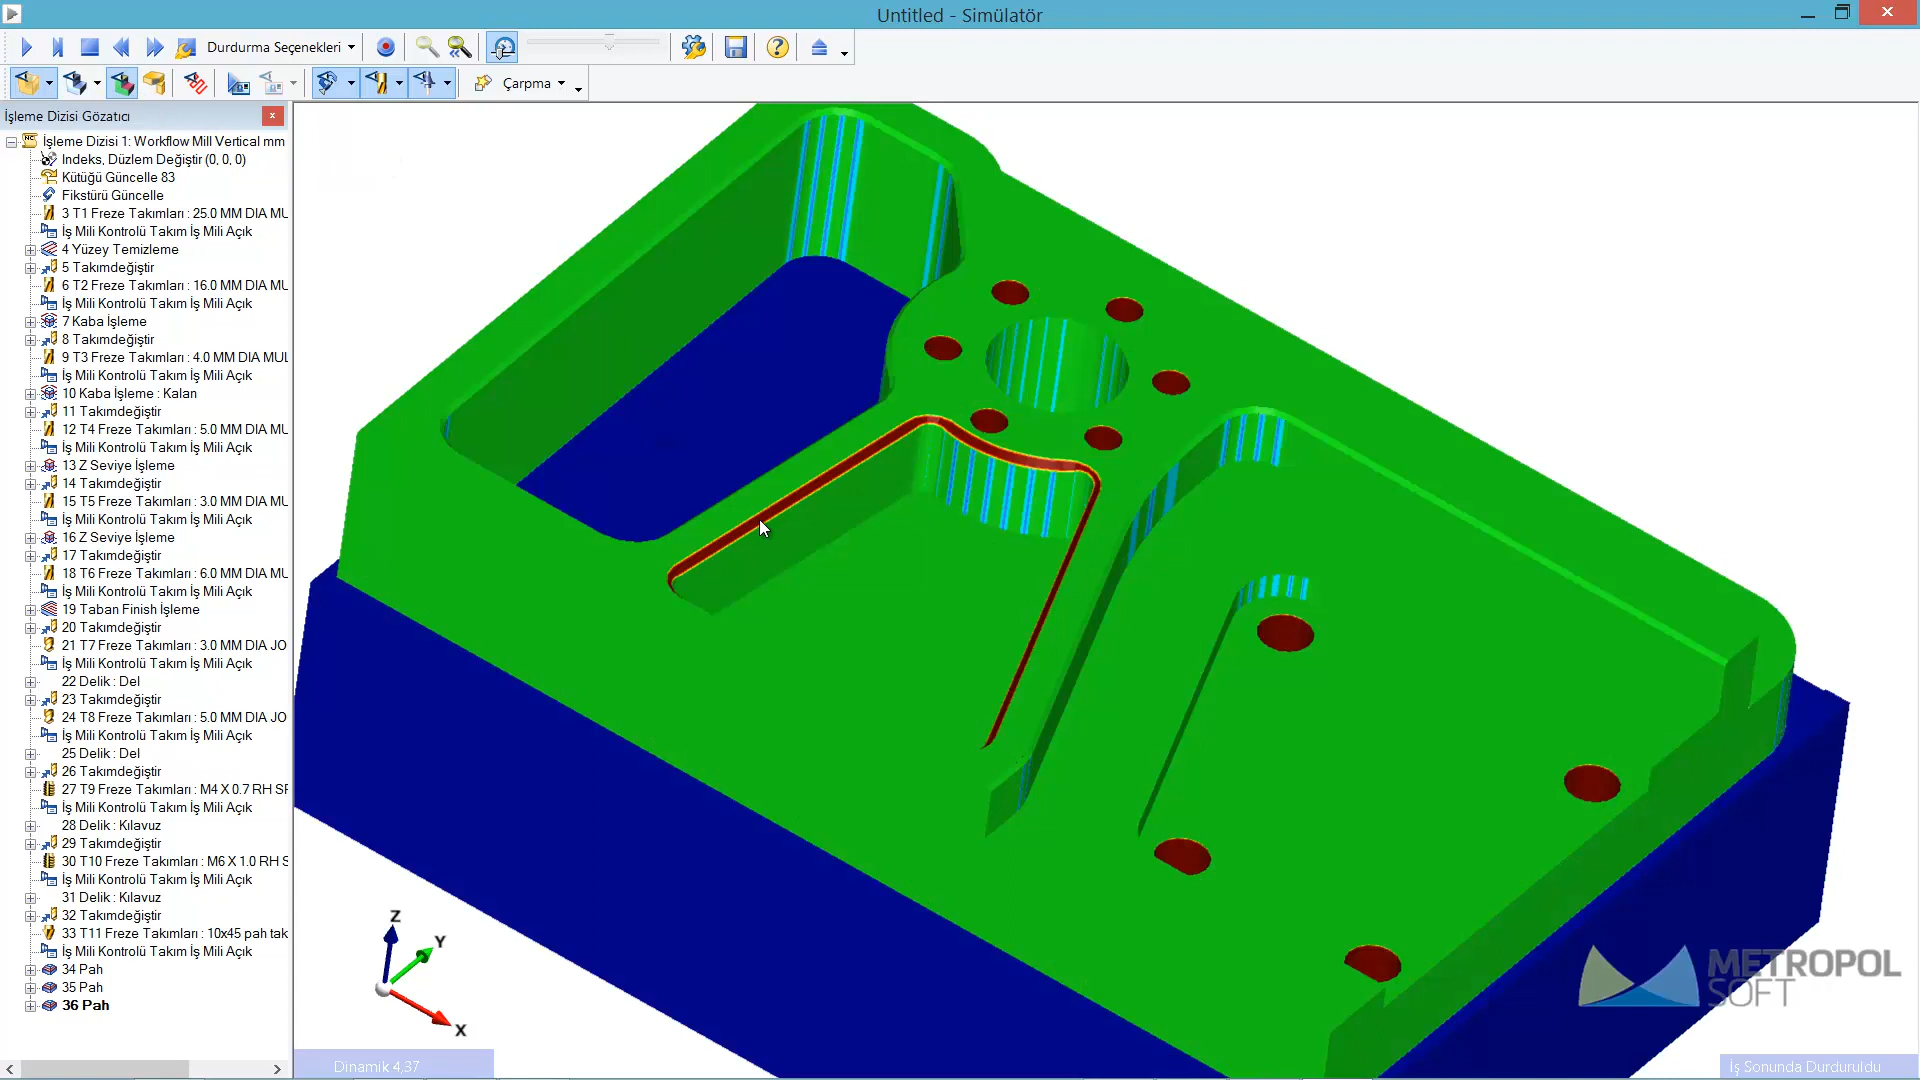 Untitled - Simülatör
Durdurma Seçenekleri
Çarpma
İşleme Dizisi Gözatıcı
İşleme Dizisi 1: Workflow Mill Vertical mm
Indeks, Düzlem Değiştir (0, 0, 0)
Kütüğü Güncelle 83
Fikstürü Güncelle
3 T1 Freze Takımları : 25.0 MM DIA MU
İş Mili Kontrolü Takım İş Mili Açık
4 Yüzey Temizleme
5 Takımdeğiştir
6 T2 Freze Takımları : 16.0 MM DIA MU
İş Mili Kontrolü Takım İş Mili Açık
7 Kaba İşleme
8 Takımdeğiştir
9 T3 Freze Takımları : 4.0 MM DIA MUL
İş Mili Kontrolü Takım İş Mili Açık
10 Kaba İşleme : Kalan
11 Takımdeğiştir
12 T4 Freze Takımları : 5.0 MM DIA MU
İş Mili Kontrolü Takım İş Mili Açık
13 Z Seviye İşleme
14 Takımdeğiştir
15 T5 Freze Takımları : 3.0 MM DIA MU
İş Mili Kontrolü Takım İş Mili Açık
16 Z Seviye İşleme
17 Takımdeğiştir
18 T6 Freze Takımları : 6.0 MM DIA MU
İş Mili Kontrolü Takım İş Mili Açık
19 Taban Finish İşleme
20 Takımdeğiştir
21 T7 Freze Takımları : 3.0 MM DIA JO
İş Mili Kontrolü Takım İş Mili Açık
22 Delik : Del
23 Takımdeğiştir
24 T8 Freze Takımları : 5.0 MM DIA JO
İş Mili Kontrolü Takım İş Mili Açık
25 Delik : Del
26 Takımdeğiştir
27 T9 Freze Takımları : M4 X 0.7 RH SF
İş Mili Kontrolü Takım İş Mili Açık
28 Delik : Kılavuz
29 Takımdeğiştir
30 T10 Freze Takımları : M6 X 1.0 RH S
İş Mili Kontrolü Takım İş Mili Açık
31 Delik : Kılavuz
32 Takımdeğiştir
33 T11 Freze Takımları : 10x45 pah tak
İş Mili Kontrolü Takım İş Mili Açık
34 Pah
35 Pah
36 Pah
Z
Y
X
METROPOL
SOFT
Dinamik 4,37
İş Sonunda Durduruldu